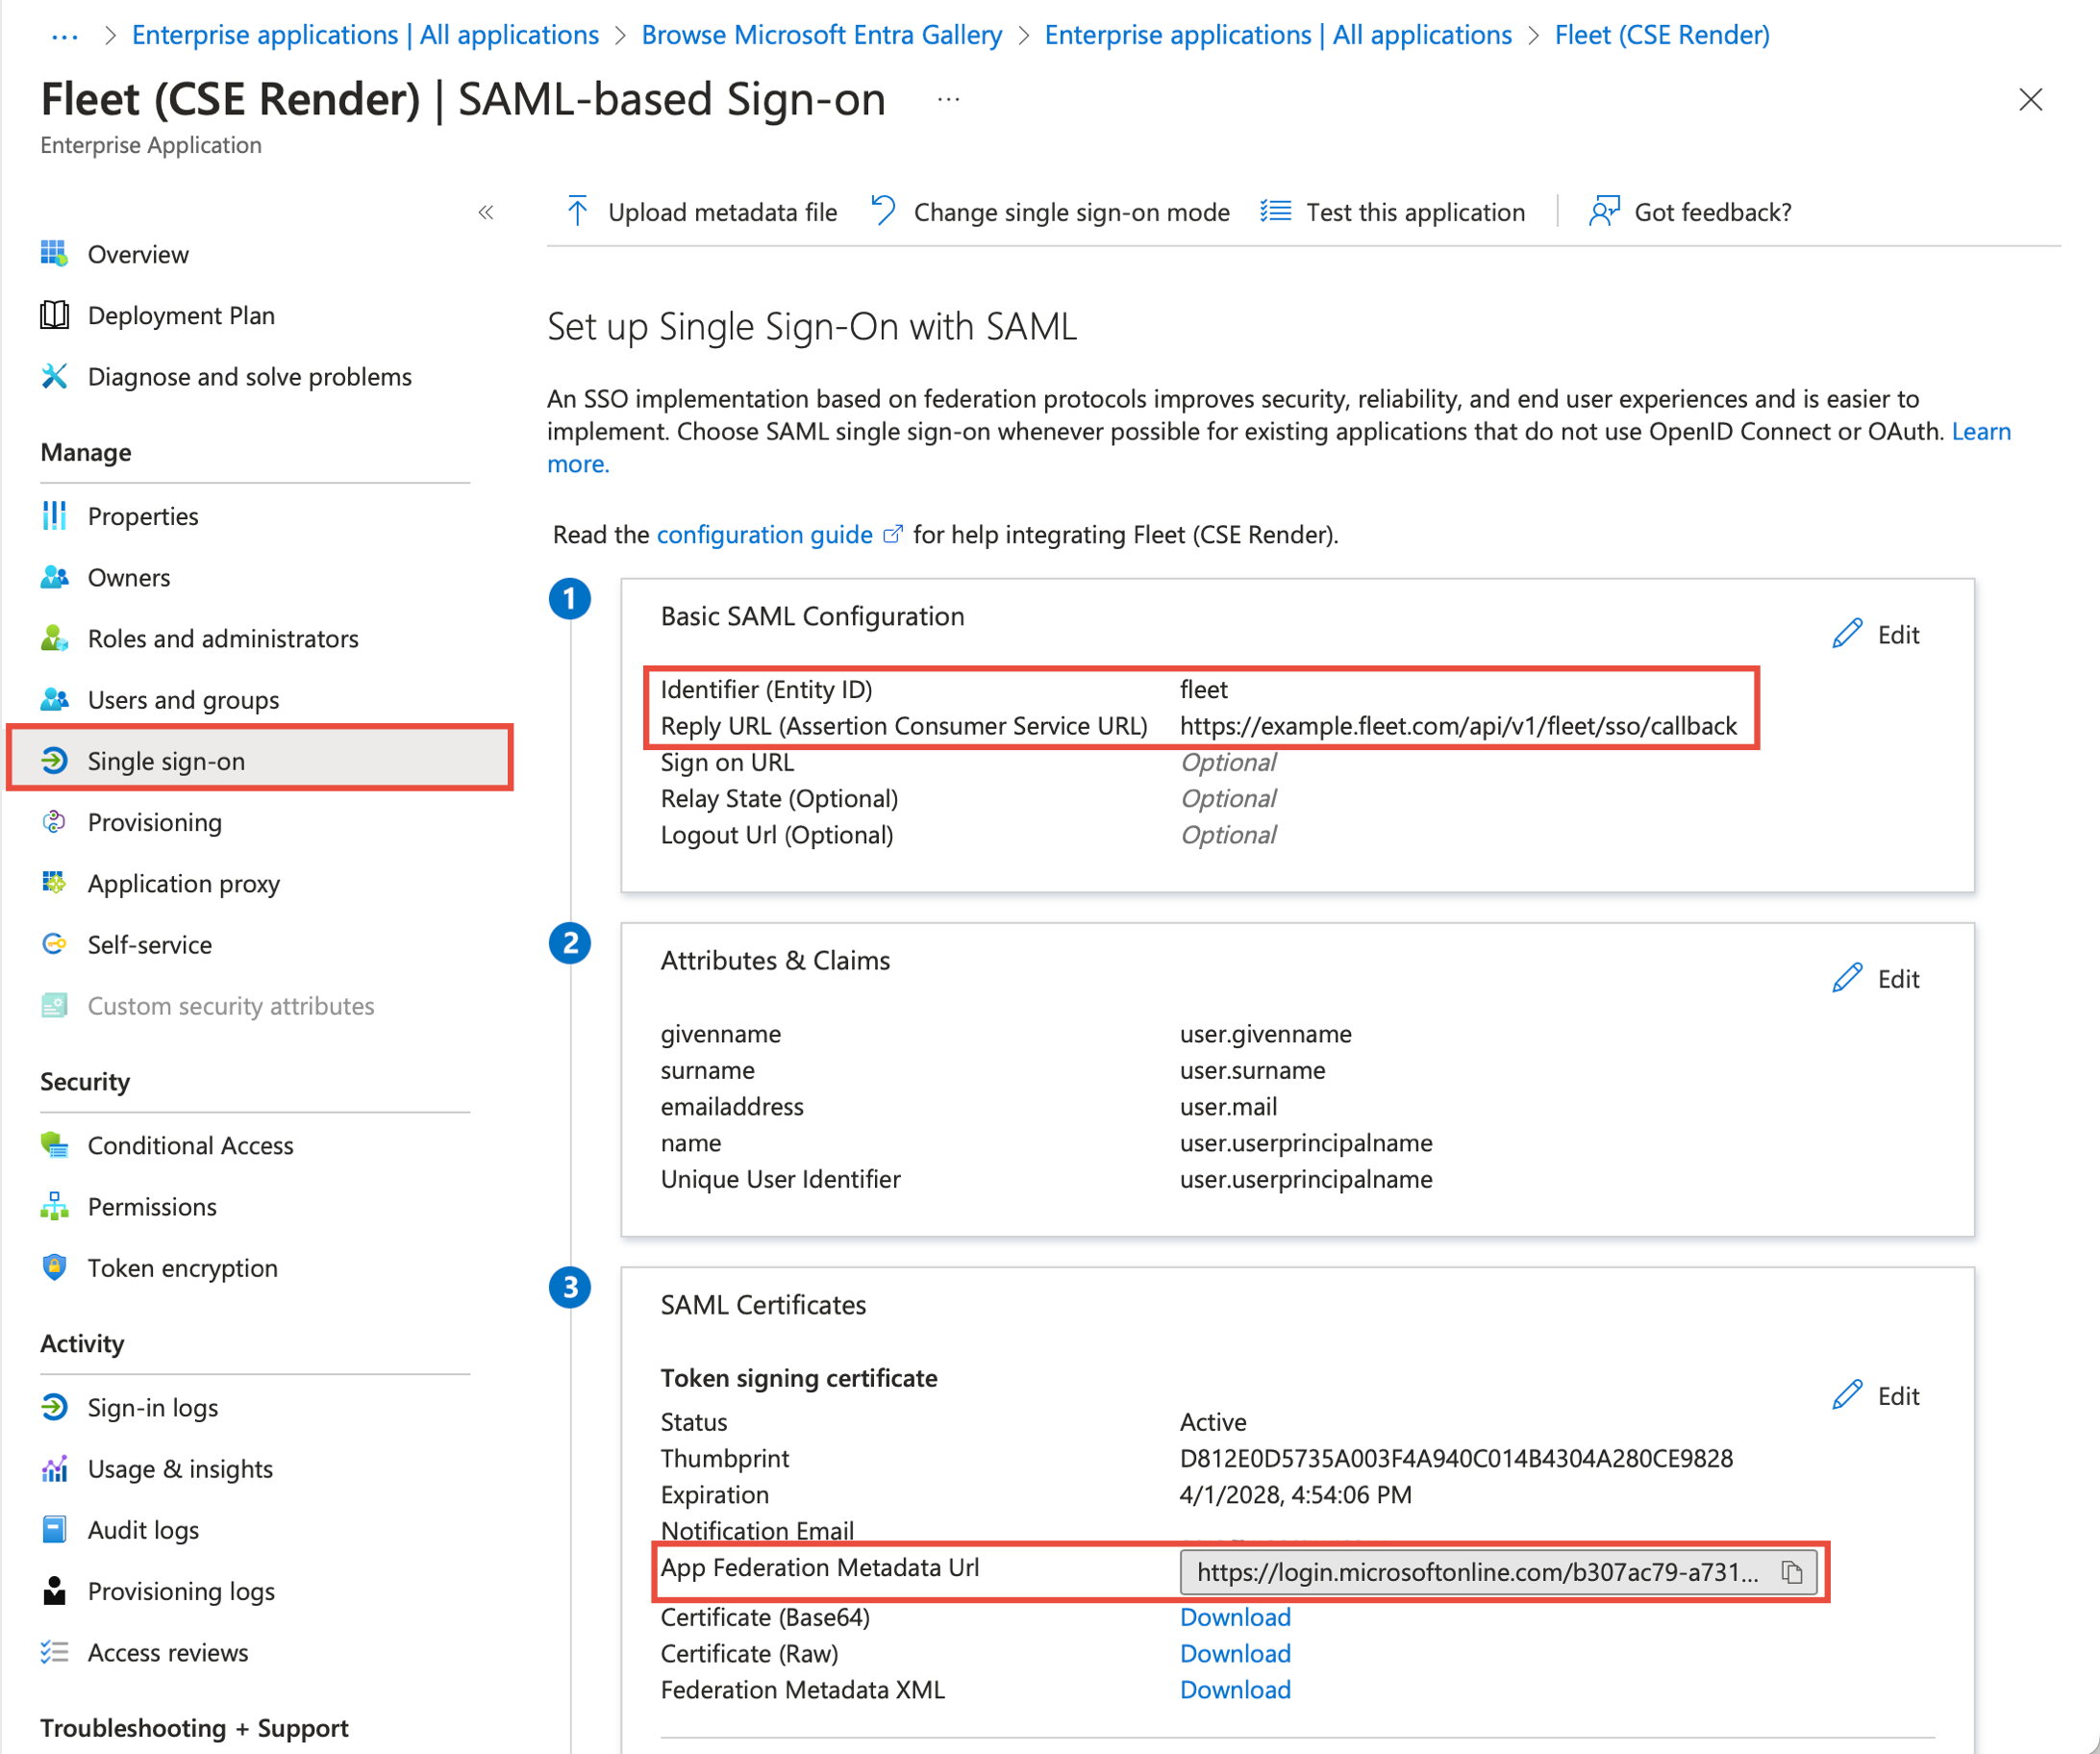 ... > Enterprise applications | All applications > Browse Microsoft Entra Gallery > Enterprise applications | All applications > Fleet (CSE Render)
Fleet (CSE Render) | SAML-based Sign-on ...
Enterprise Application
«
Upload metadata file Change single sign-on mode Test this application | Got feedback?
Overview
Deployment Plan
Diagnose and solve problems
Manage
Properties
Owners
Roles and administrators
Users and groups
Single sign-on
Provisioning
Application proxy
Self-service
Custom security attributes
Security
Conditional Access
Permissions
Token encryption
Activity
Sign-in logs
Usage & insights
Audit logs
Provisioning logs
Access reviews
Troubleshooting + Support
Set up Single Sign-On with SAML
An SSO implementation based on federation protocols improves security, reliability, and end user experiences and is easier to
implement. Choose SAML single sign-on whenever possible for existing applications that do not use OpenID Connect or OAuth. Learn
more.
Read the configuration guide for help integrating Fleet (CSE Render).
1
Basic SAML Configuration
Edit
Identifier (Entity ID) fleet
Reply URL (Assertion Consumer Service URL) https://example.fleet.com/api/v1/fleet/sso/callback
Sign on URL Optional
Relay State (Optional) Optional
Logout Url (Optional) Optional
2
Attributes & Claims
Edit
givenname user.givenname
surname user.surname
emailaddress user.mail
name user.userprincipalname
Unique User Identifier user.userprincipalname
3
SAML Certificates
Token signing certificate
Edit
Status Active
Thumbprint D812E0D5735A003F4A940C014B4304A280CE9828
Expiration 4/1/2028, 4:54:06 PM
Notification Email
App Federation Metadata Url https://login.microsoftonline.com/b307ac79-a731...
Certificate (Base64) Download
Certificate (Raw) Download
Federation Metadata XML Download